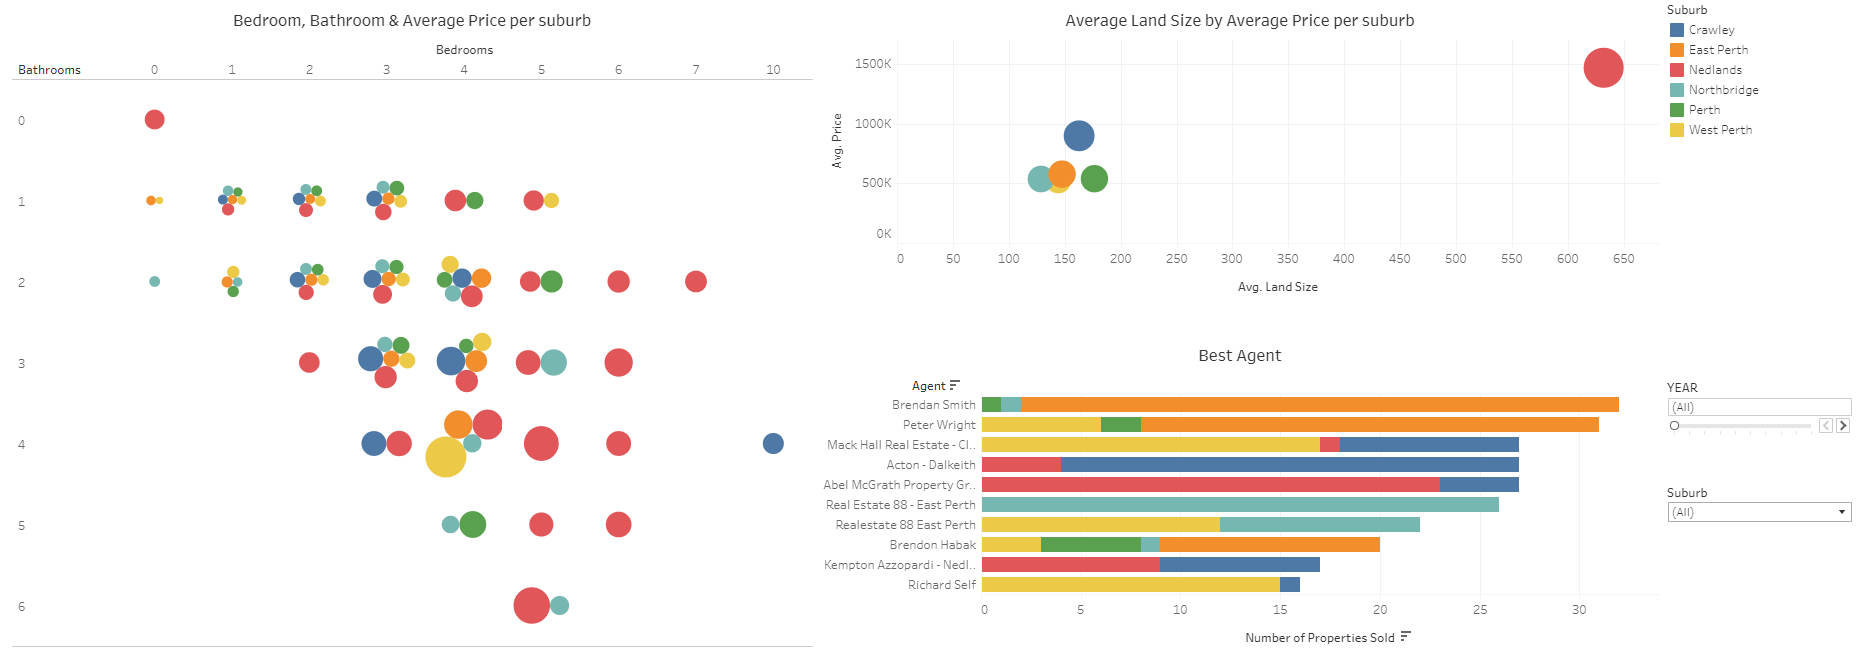 Bedroom, Bathroom & Average Price per suburb
Bedrooms
Bathrooms 0 1 2 3 4 5 6 7 10
0
1
2
3
4
5
6
Average Land Size by Average Price per suburb
Avg. Price
1500K
1000K
500K
0K
0 50 100 150 200 250 300 350 400 450 500 550 600 650
Avg. Land Size
Suburb
Crawley
East Perth
Nedlands
Northbridge
Perth
West Perth
Best Agent
Agent
Brendan Smith
Peter Wright
Mack Hall Real Estate - Cl..
Acton - Dalkeith
Abel McGrath Property Gr..
Real Estate 88 - East Perth
Realestate 88 East Perth
Brendon Habak
Kempton Azzopardi - Nedl..
Richard Self
0 5 10 15 20 25 30
Number of Properties Sold
YEAR
(All)
Suburb
(All)